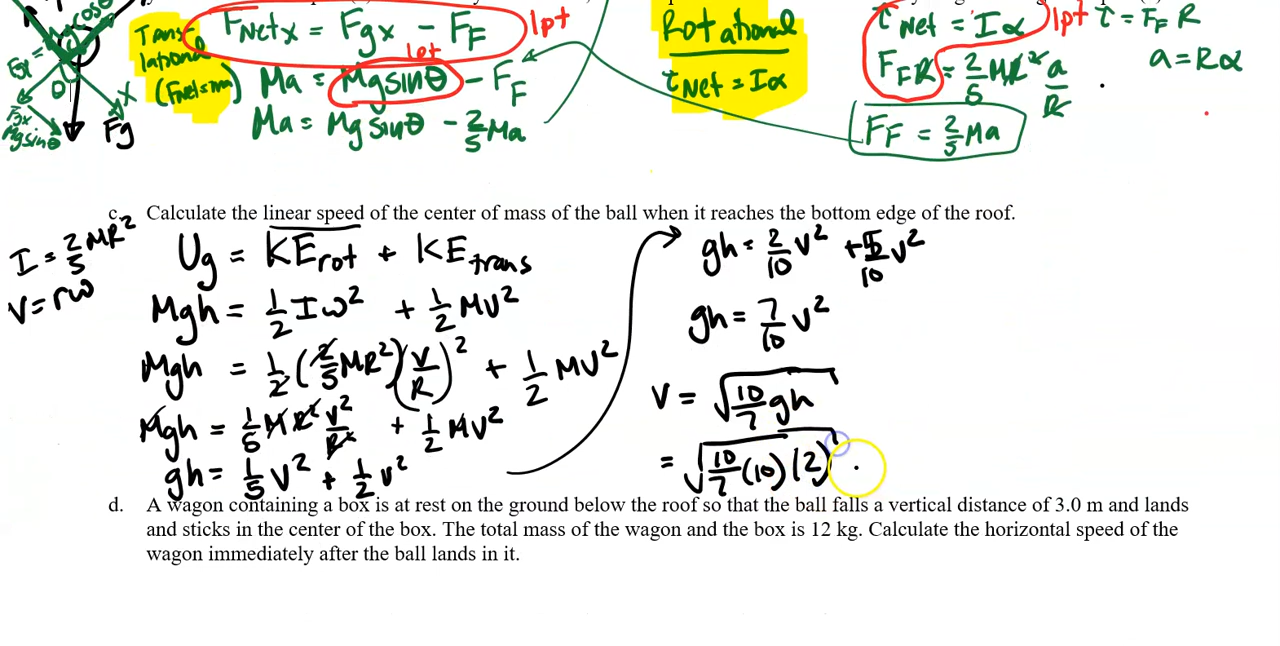 cosθ
Trans-
lational
(Fnet=ma)
FNetx = Fgx - FF 1pt
1pt
Ma = Mg sinθ - FF
Ma = Mg sinθ - 2/5 Ma
X
Fgx
Mg sinθ
Fg
Rotational
τNet = Iα
τNet = Iα 1pt τ = FF R
FFR = 2/5 MR² a/R a = Rα
FF = 2/5 Ma
c. Calculate the linear speed of the center of mass of the ball when it reaches the bottom edge of the roof.
I = 2/5 MR²
V = rω
Ug = KErot + KEtrans
Mgh = 1/2 Iω² + 1/2 MV²
Mgh = 1/2 (2/5 MR²)(V/R)² + 1/2 MV²
Mgh = 1/5 MR² V²/R² + 1/2 MV²
gh = 1/5 V² + 1/2 V²
gh = 2/10 V² + 5/10 V²
gh = 7/10 V²
V = √(10/7 gh)
= √(10/7 (10)(2))
d. A wagon containing a box is at rest on the ground below the roof so that the ball falls a vertical distance of 3.0 m and lands
and sticks in the center of the box. The total mass of the wagon and the box is 12 kg. Calculate the horizontal speed of the
wagon immediately after the ball lands in it.